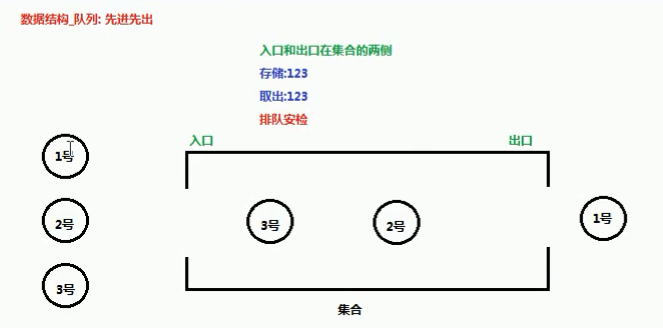 数据结构_队列: 先进先出
入口和出口在集合的两侧
存储:123
取出:123
排队安检
入口
出口
1号
2号
3号
3号
2号
1号
集合